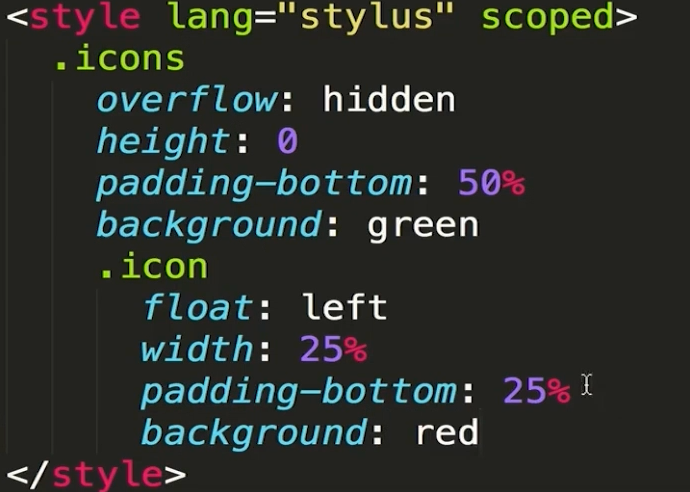 <style lang="stylus" scoped>
.icons
overflow: hidden
height: 0
padding-bottom: 50%
background: green
.icon
float: left
width: 25%
padding-bottom: 25%
background: red
</style>